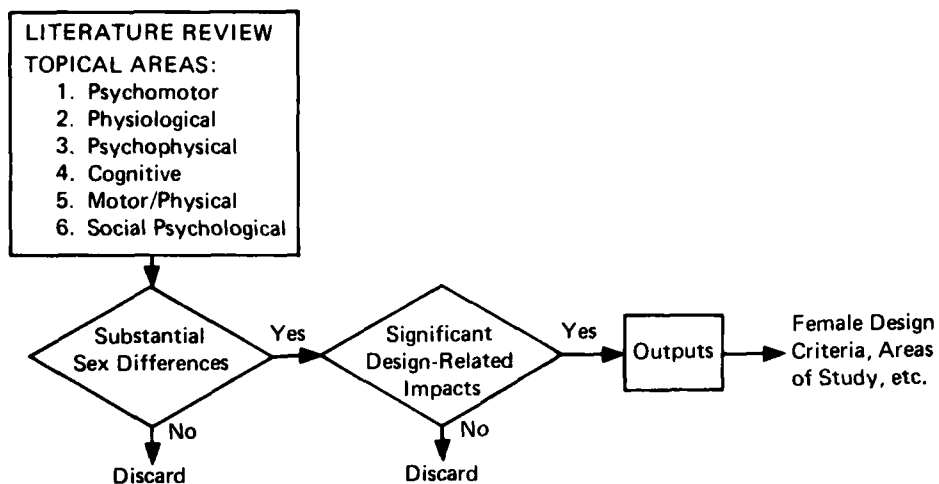 LITERATURE REVIEW
TOPICAL AREAS:
1. Psychomotor
2. Physiological
3. Psychophysical
4. Cognitive
5. Motor/Physical
6. Social Psychological
Substantial
Sex Differences
Yes
No
Discard
Significant
Design-Related
Impacts
Yes
No
Discard
Outputs
Female Design
Criteria, Areas
of Study, etc.